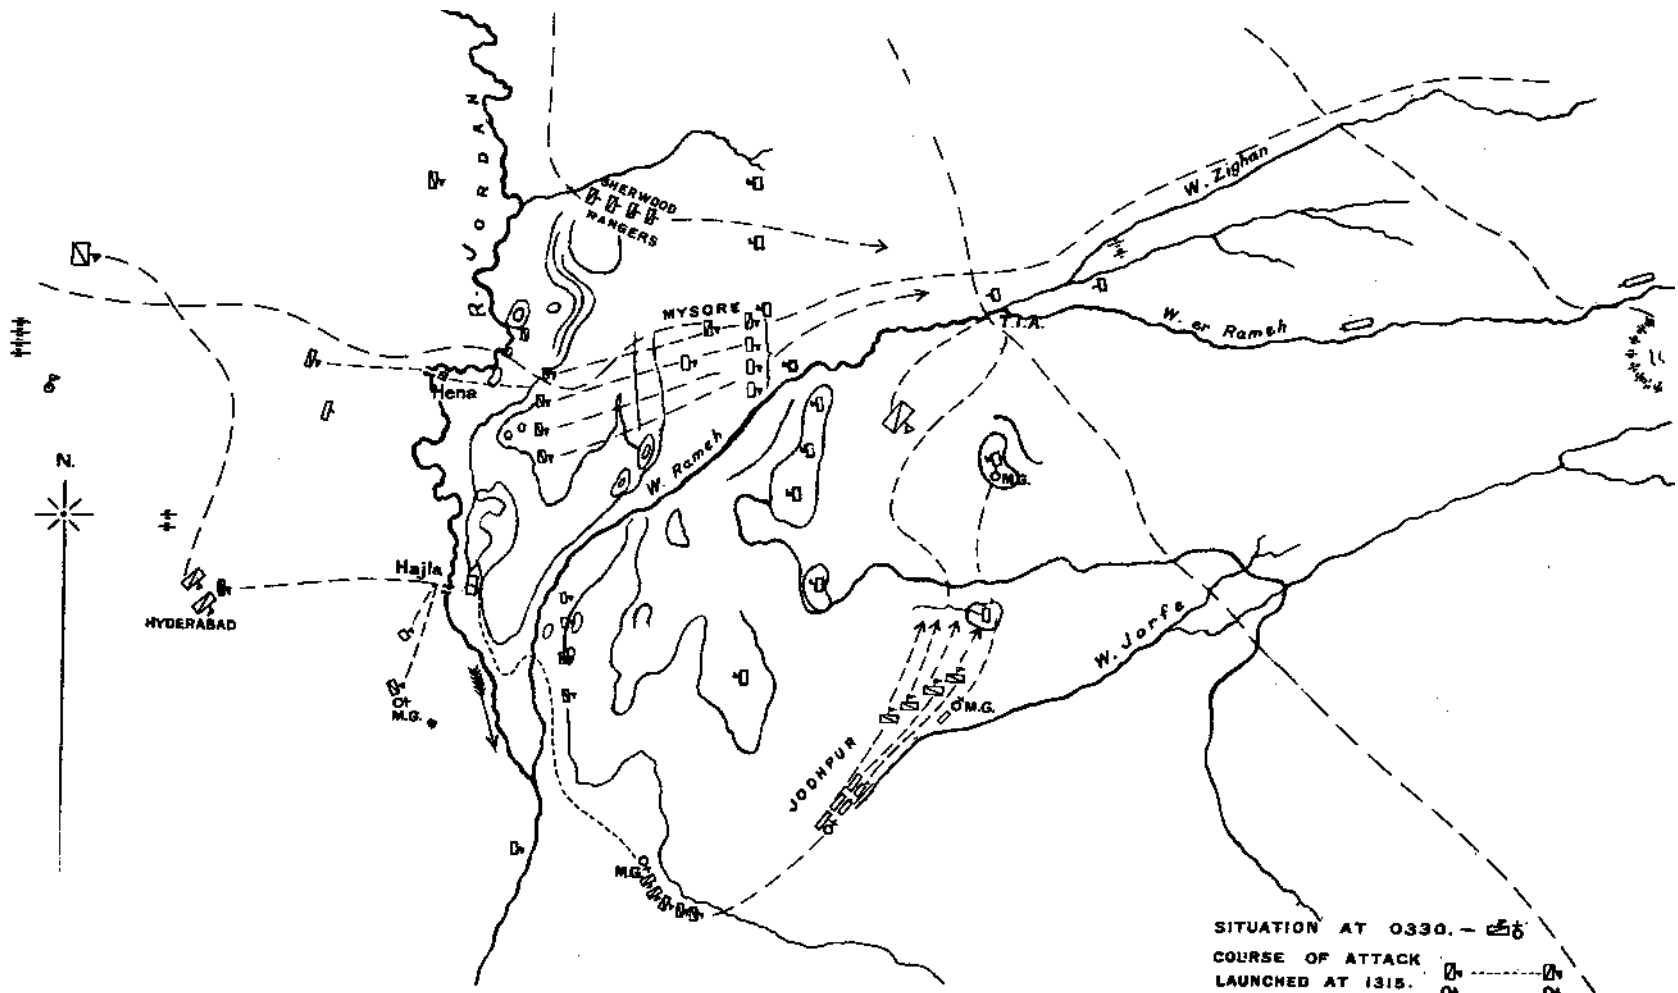 R. JORDAN
SHERWOOD
RANGERS
W. Zighan
MYSORE
T.I.A.
W. er Rameh
Hena
W. Rameh
M.G.
N.
Hajla
HYDERABAD
M.G.
W. Jorfe
M.G.
JODHPUR
M.G.
SITUATION AT 0330. –
COURSE OF ATTACK
LAUNCHED AT 1315.